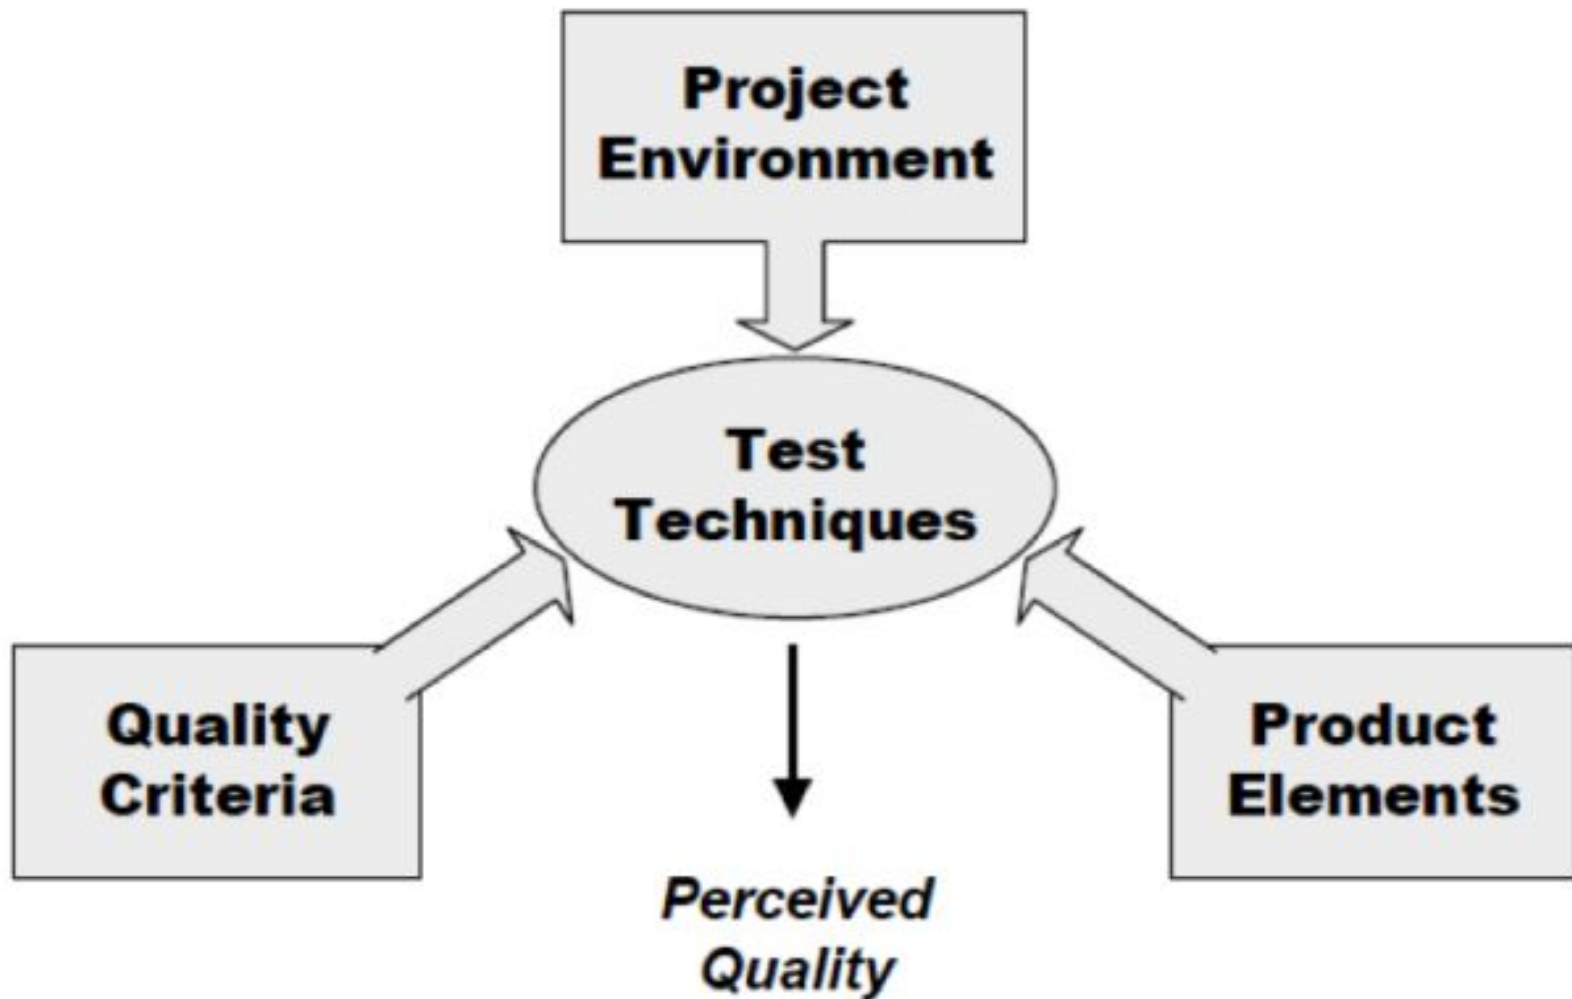 Project
Environment
Test
Techniques
Quality
Criteria
Product
Elements
Perceived
Quality